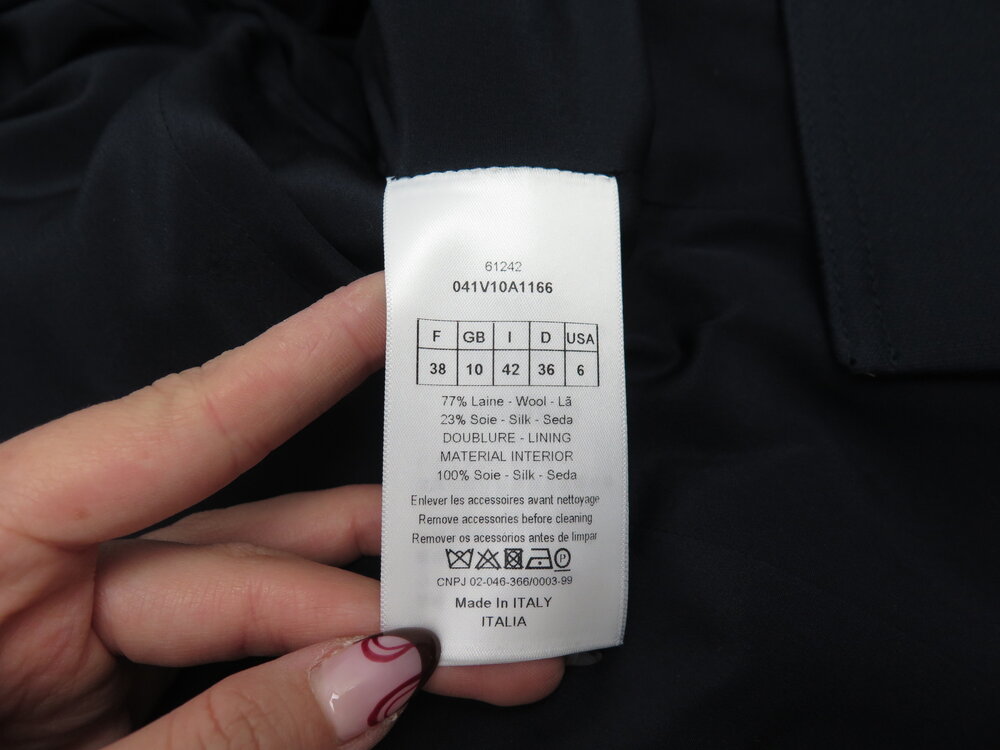 61242
041V10A1166
F GB I D USA
38 10 42 36 6
77% Laine - Wool - Lã
23% Soie - Silk - Seda
DOUBLURE - LINING
MATERIAL INTERIOR
100% Soie - Silk - Seda
Enlever les accessoires avant nettoyage
Remove accessories before cleaning
Remover os acessórios antes de limpar
P
CNPJ 02-046-366/0003-99
Made In ITALY
ITALIA